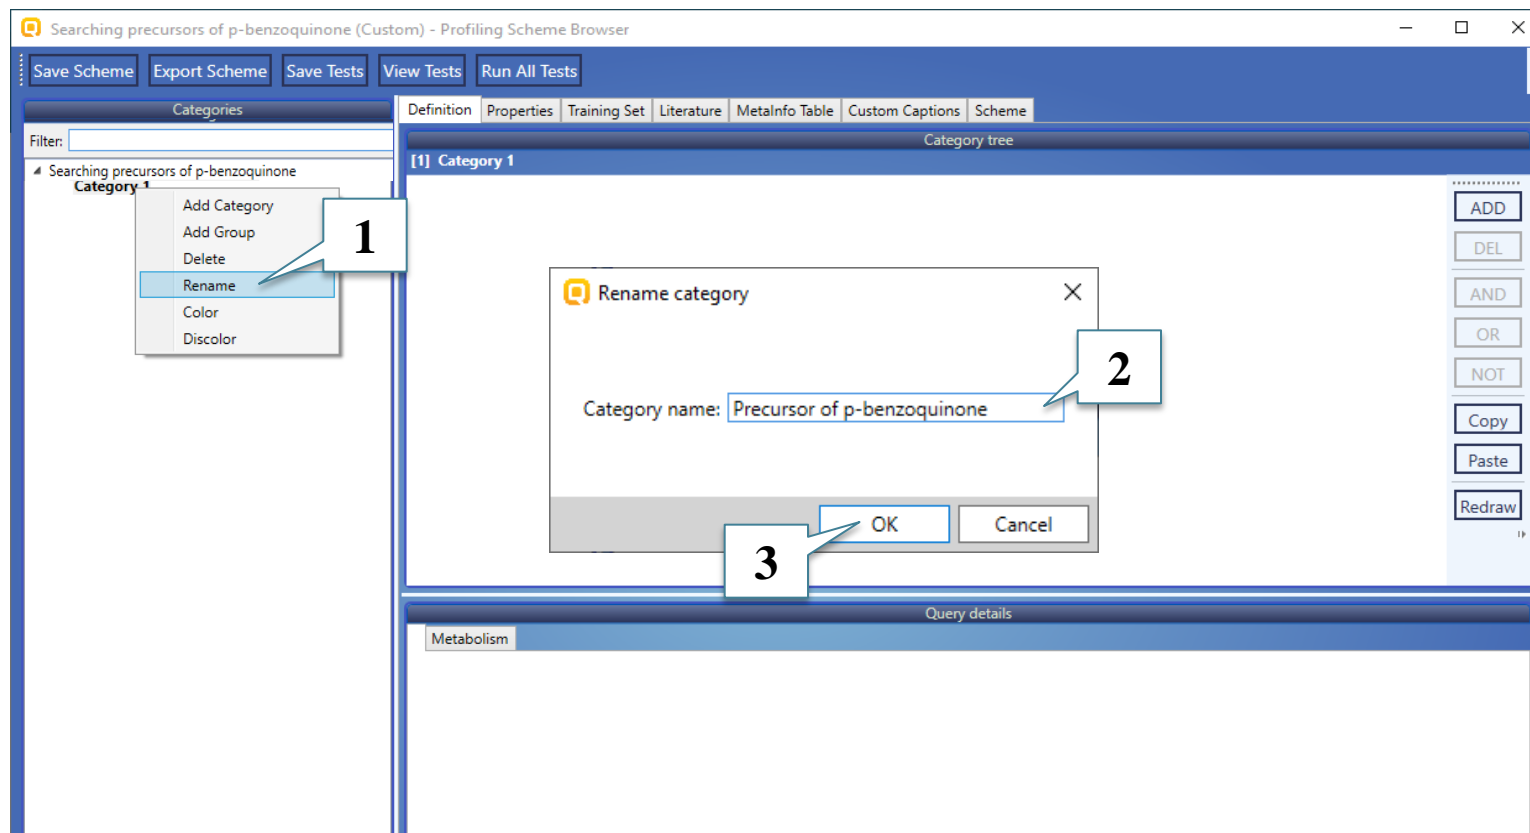 Searching precursors of p-benzoquinone (Custom) - Profiling Scheme Browser
Save Scheme Export Scheme Save Tests View Tests Run All Tests
Categories
Filter:
Searching precursors of p-benzoquinone
Category 1
Add Category
Add Group
Delete
Rename
Color
Discolor
1
Definition Properties Training Set Literature MetaInfo Table Custom Captions Scheme
Category tree
[1] Category 1
Rename category
Category name: Precursor of p-benzoquinone
2
OK Cancel
3
ADD
DEL
AND
OR
NOT
Copy
Paste
Redraw
Query details
Metabolism